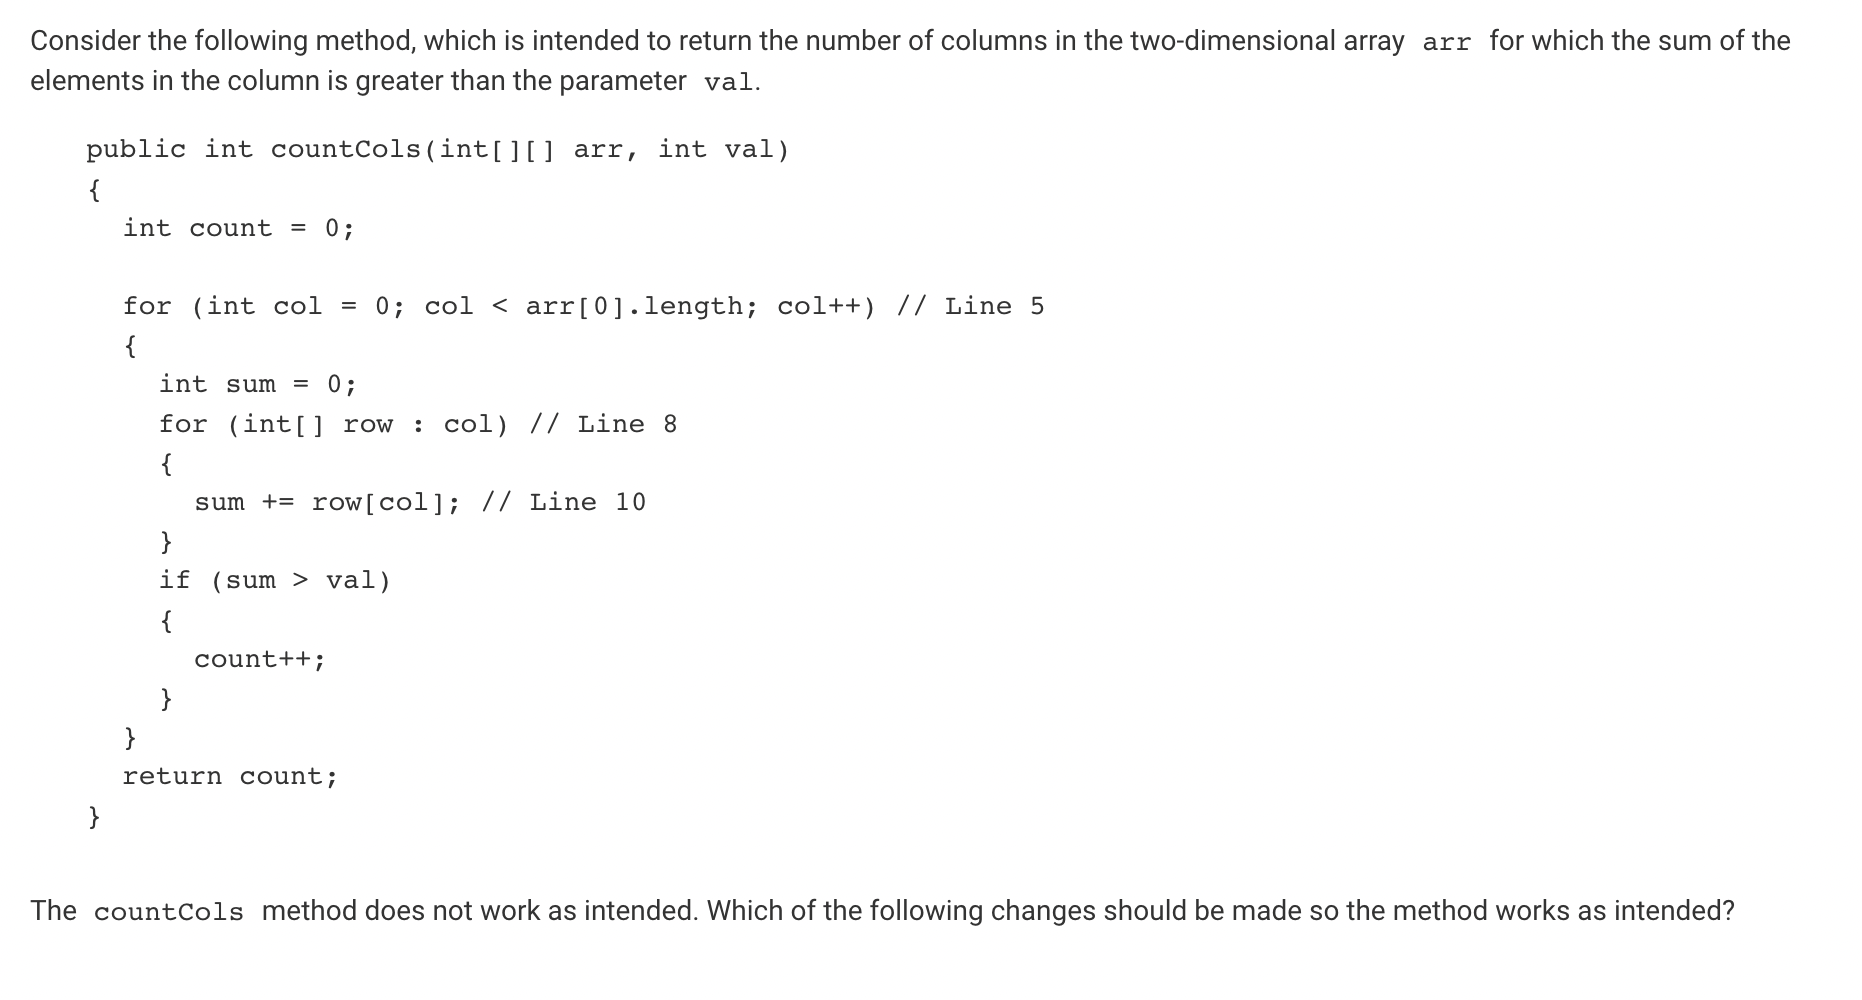 Consider the following method, which is intended to return the number of columns in the two-dimensional array arr for which the sum of the
elements in the column is greater than the parameter val.
public int countCols(int[][] arr, int val)
{
int count = 0;
for (int col = 0; col < arr[0].length; col++) // Line 5
{
int sum = 0;
for (int[] row : col) // Line 8
{
sum += row[col]; // Line 10
}
if (sum > val)
{
count++;
}
}
return count;
}
The countCols method does not work as intended. Which of the following changes should be made so the method works as intended?